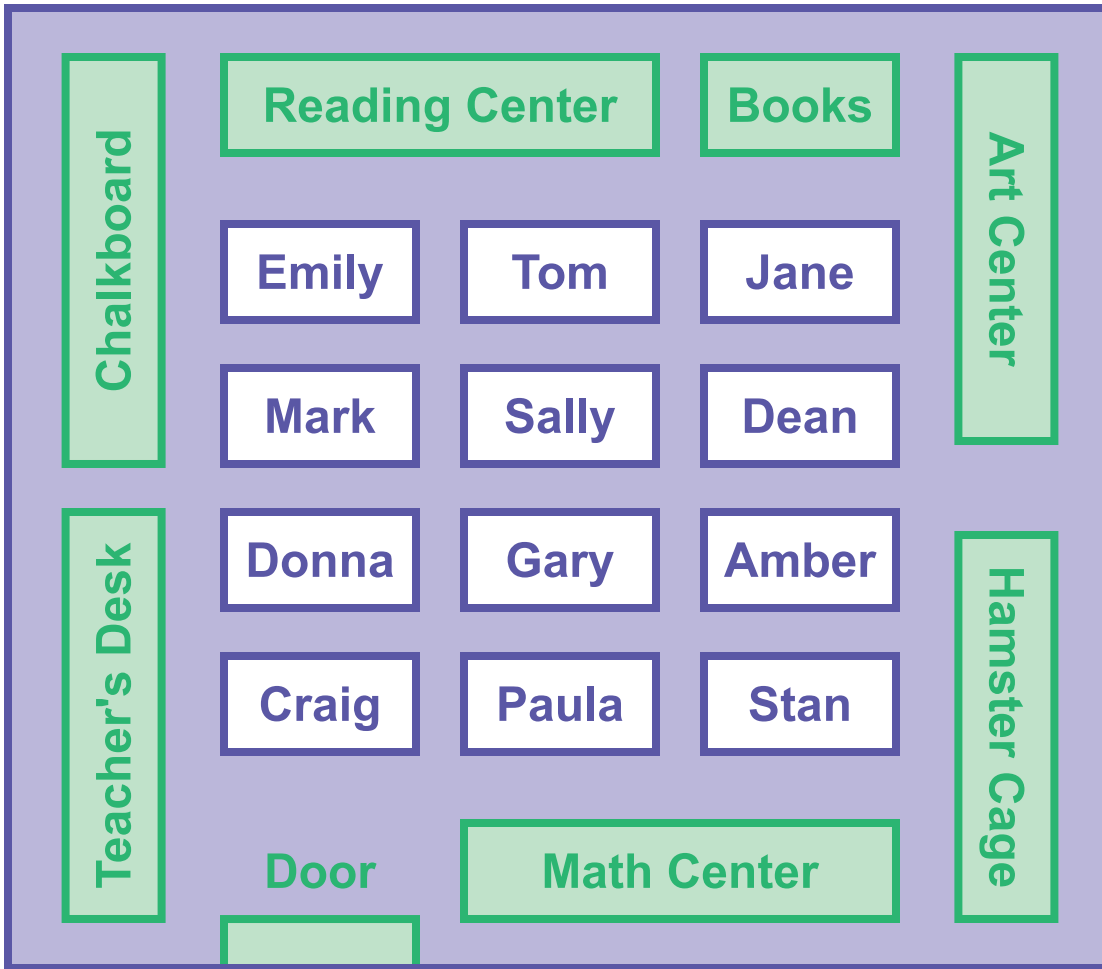 Chalkboard
Reading Center
Books
Art Center
Emily
Tom
Jane
Mark
Sally
Dean
Teacher's Desk
Donna
Gary
Amber
Hamster Cage
Craig
Paula
Stan
Door
Math Center